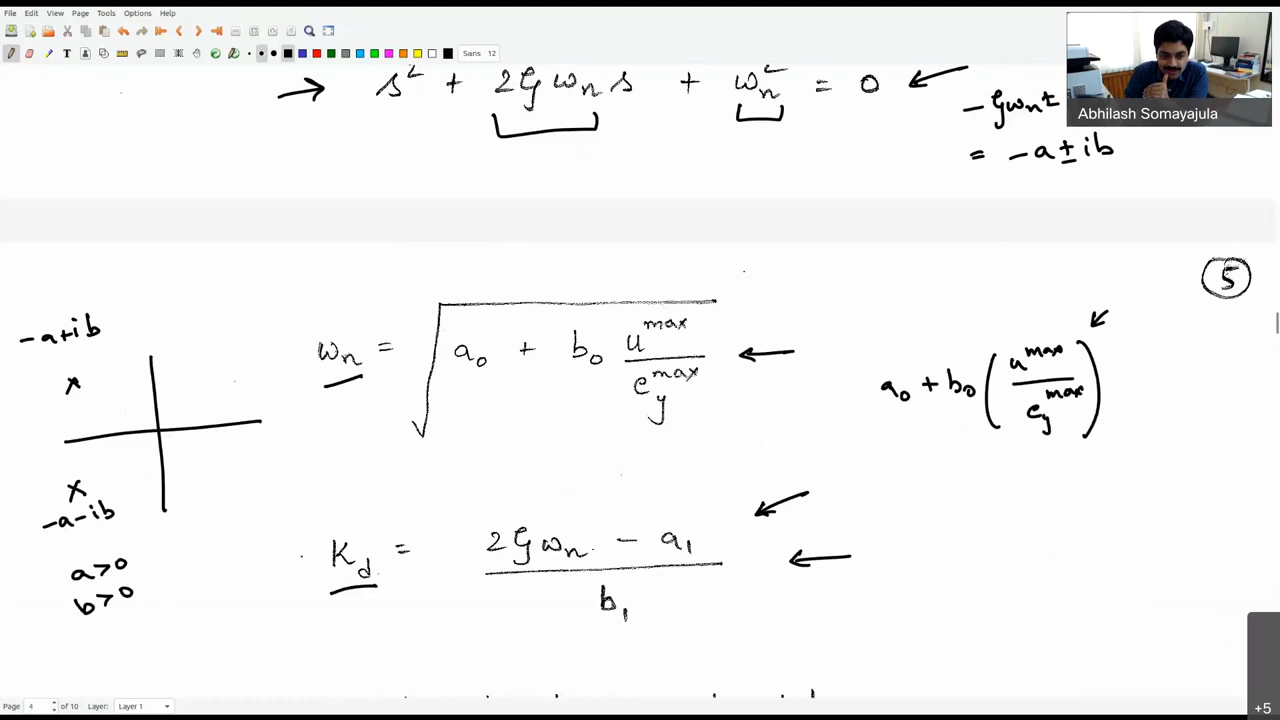 File Edit View Page Tools Options Help
Sans 12
→ s² + 2ζωₙs + ωₙ² = 0 ←
-ζωₙ±
= -a ± ib
Abhilash Somayajula
5
-a+ib
×
ωₙ = √(a₀ + b₀ u^max / e_y^max) ←
a₀ + b₀ (u^max / e_y^max)
×
-a-ib
a>0
b>0
K_d = (2ζωₙ - a₁) / b₁ ←
Page 4 of 10 Layer: Layer 1
+5